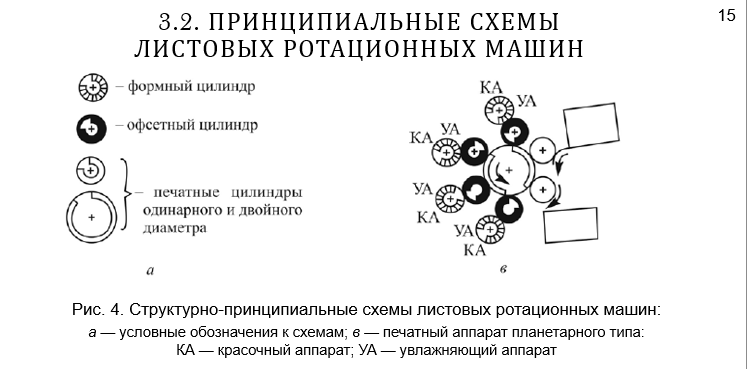 15
3.2. ПРИНЦИПИАЛЬНЫЕ СХЕМЫ
ЛИСТОВЫХ РОТАЦИОННЫХ МАШИН
– формный цилиндр
– офсетный цилиндр
– печатные цилиндры
одинарного и двойного
диаметра
а
КА
УА
КА
УА
УА
КА
УА
КА
в
Рис. 4. Структурно-принципиальные схемы листовых ротационных машин:
а — условные обозначения к схемам; в — печатный аппарат планетарного типа:
КА — красочный аппарат; УА — увлажняющий аппарат